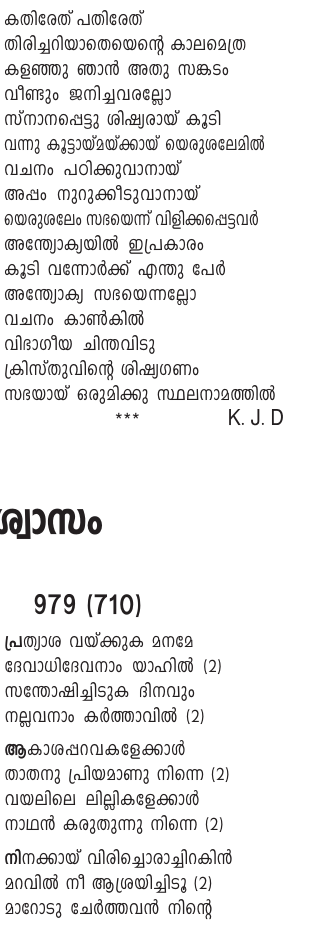 കതിരേത് പതിരേത്
തിരിച്ചറിയാതെയെന്റെ കാലമെത്ര
കളഞ്ഞു ഞാൻ അതു സങ്കടം
വീണ്ടും ജനിച്ചവരല്ലോ
സ്നാനപ്പെട്ടു ശിഷ്യരായ് കൂടി
വന്നു കൂട്ടായ്മയ്ക്കായ് യെരുശലേമിൽ
വചനം പഠിക്കുവാനായ്
അപ്പം നുറുക്കീടുവാനായ്
യെരുശലേം സഭയെന്ന് വിളിക്കപ്പെട്ടവർ
അന്ത്യോക്യയിൽ ഇപ്രകാരം
കൂടി വന്നോർക്ക് എന്തു പേർ
അന്ത്യോക്യ സഭയെന്നല്ലോ
വചനം കാൺകിൽ
വിഭാഗീയ ചിന്തവിടു
ക്രിസ്തുവിന്റെ ശിഷ്യഗണം
സഭയായ് ഒരുമിക്കു സ്ഥലനാമത്തിൽ
*** K. J. D
ശ്വാസം
979 (710)
പ്രത്യാശ വയ്ക്കുക മനമേ
ദേവാധിദേവനാം യാഹിൽ (2)
സന്തോഷിച്ചിടുക ദിനവും
നല്ലവനാം കർത്താവിൽ (2)
ആകാശപ്പറവകളേക്കാൾ
താതനു പ്രിയമാണു നിന്നെ (2)
വയലിലെ ലില്ലികളേക്കാൾ
നാഥൻ കരുതുന്നു നിന്നെ (2)
നിനക്കായ് വിരിച്ചൊരാച്ചിറകിൻ
മറവിൽ നീ ആശ്രയിച്ചിടൂ (2)
മാറോടു ചേർത്തവൻ നിന്റെ